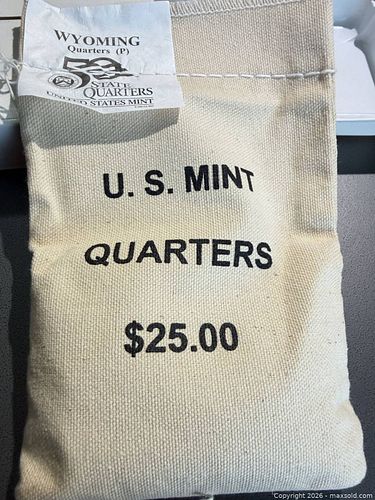 WYOMING
Quarters (P)
50
STATE
QUARTERS
UNITED STATES MINT
U. S. MINT
QUARTERS
$25.00
Copyright 2026 - maxsold.com